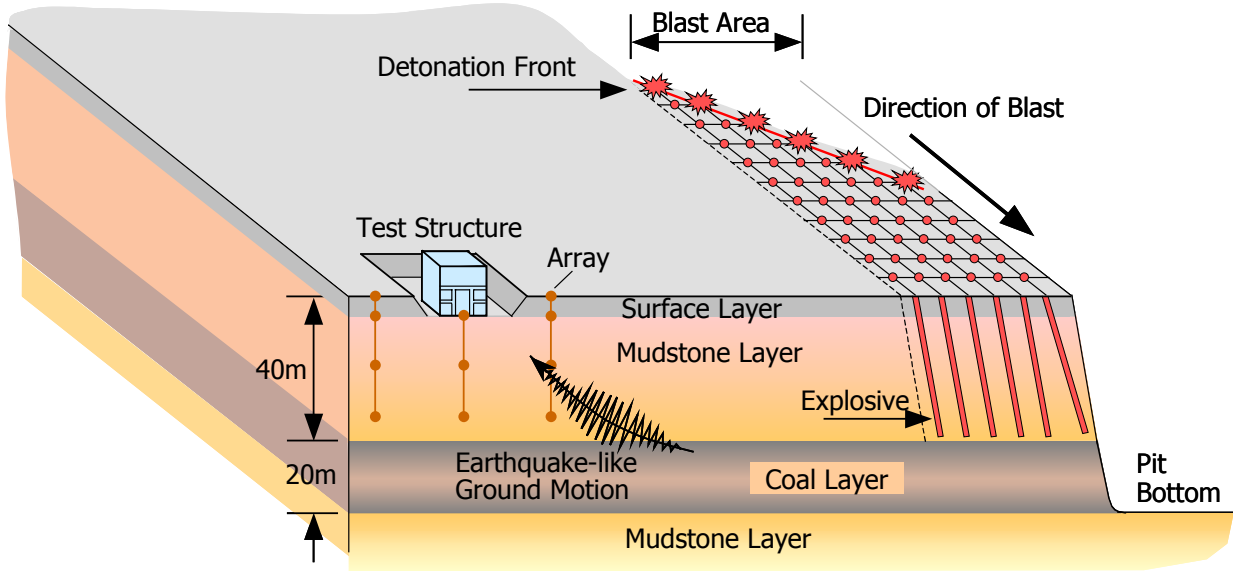 Blast Area
Detonation Front
Direction of Blast
Test Structure
Array
Surface Layer
Mudstone Layer
40m
Explosive
20m
Earthquake-like
Ground Motion
Coal Layer
Pit
Bottom
Mudstone Layer